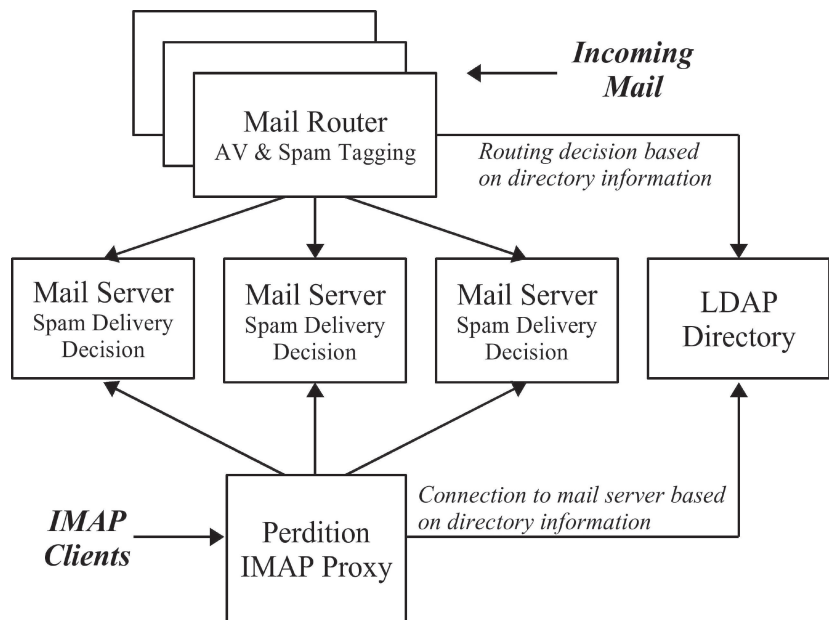 Incoming
Mail
Mail Router
AV & Spam Tagging
Routing decision based
on directory information
Mail Server
Spam Delivery
Decision
Mail Server
Spam Delivery
Decision
Mail Server
Spam Delivery
Decision
LDAP
Directory
IMAP
Clients
Perdition
IMAP Proxy
Connection to mail server based
on directory information